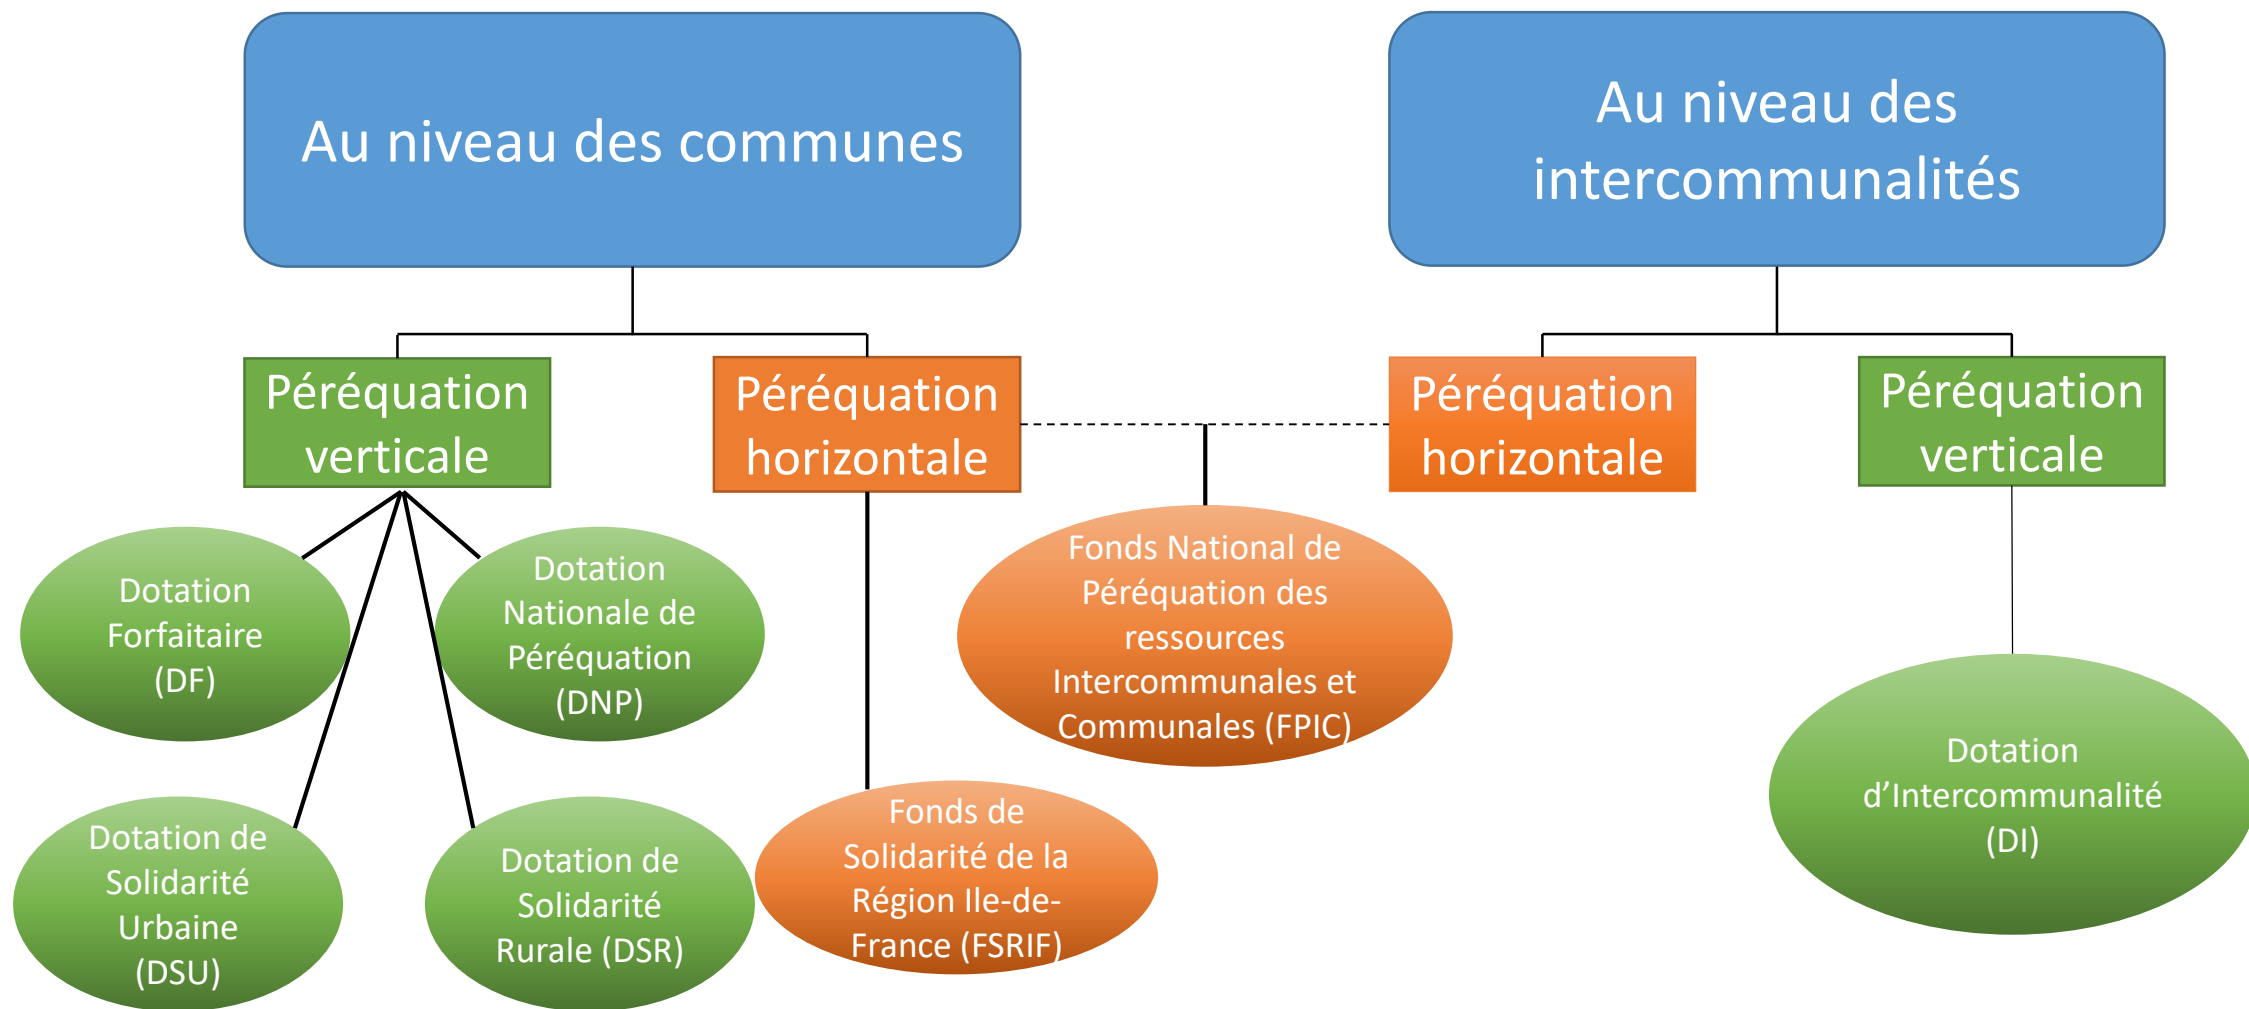 Au niveau des communes
Au niveau des
intercommunalités
Péréquation
verticale
Péréquation
horizontale
Péréquation
horizontale
Péréquation
verticale
Dotation
Forfaitaire
(DF)
Dotation
Nationale de
Péréquation
(DNP)
Fonds National de
Péréquation des
ressources
Intercommunales et
Communales (FPIC)
Dotation
d’Intercommunalité
(DI)
Dotation de
Solidarité
Urbaine
(DSU)
Dotation de
Solidarité
Rurale (DSR)
Fonds de
Solidarité de la
Région Ile-de-
France (FSRIF)